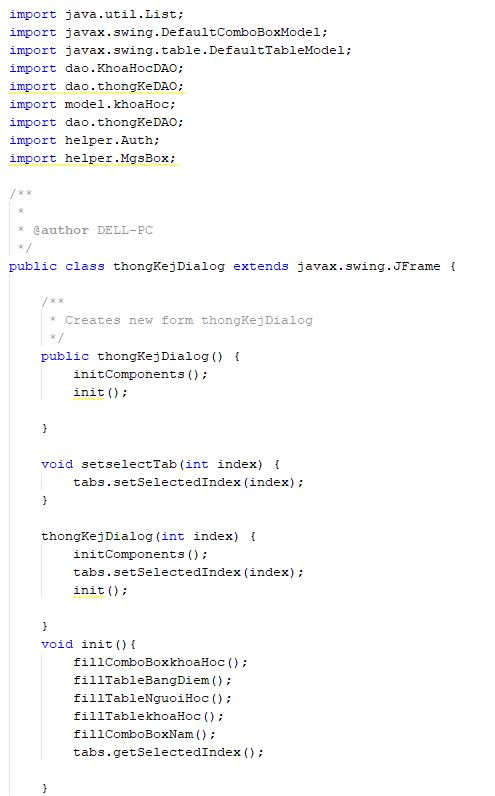 import java.util.List;
import javax.swing.DefaultComboBoxModel;
import javax.swing.table.DefaultTableModel;
import dao.KhoaHocDAO;
import dao.thongKeDAO;
import model.khoaHoc;
import dao.thongKeDAO;
import helper.Auth;
import helper.MgsBox;
/**
*
* @author DELL-PC
*/
public class thongKejDialog extends javax.swing.JFrame {
/**
* Creates new form thongKejDialog
*/
public thongKejDialog() {
initComponents();
init();
}
void setselectTab(int index) {
tabs.setSelectedIndex(index);
}
thongKejDialog(int index) {
initComponents();
tabs.setSelectedIndex(index);
init();
}
void init(){
fillComboBoxkhoaHoc();
fillTableBangDiem();
fillTableNguoiHoc();
fillTablekhoaHoc();
fillComboBoxNam();
tabs.getSelectedIndex();
}